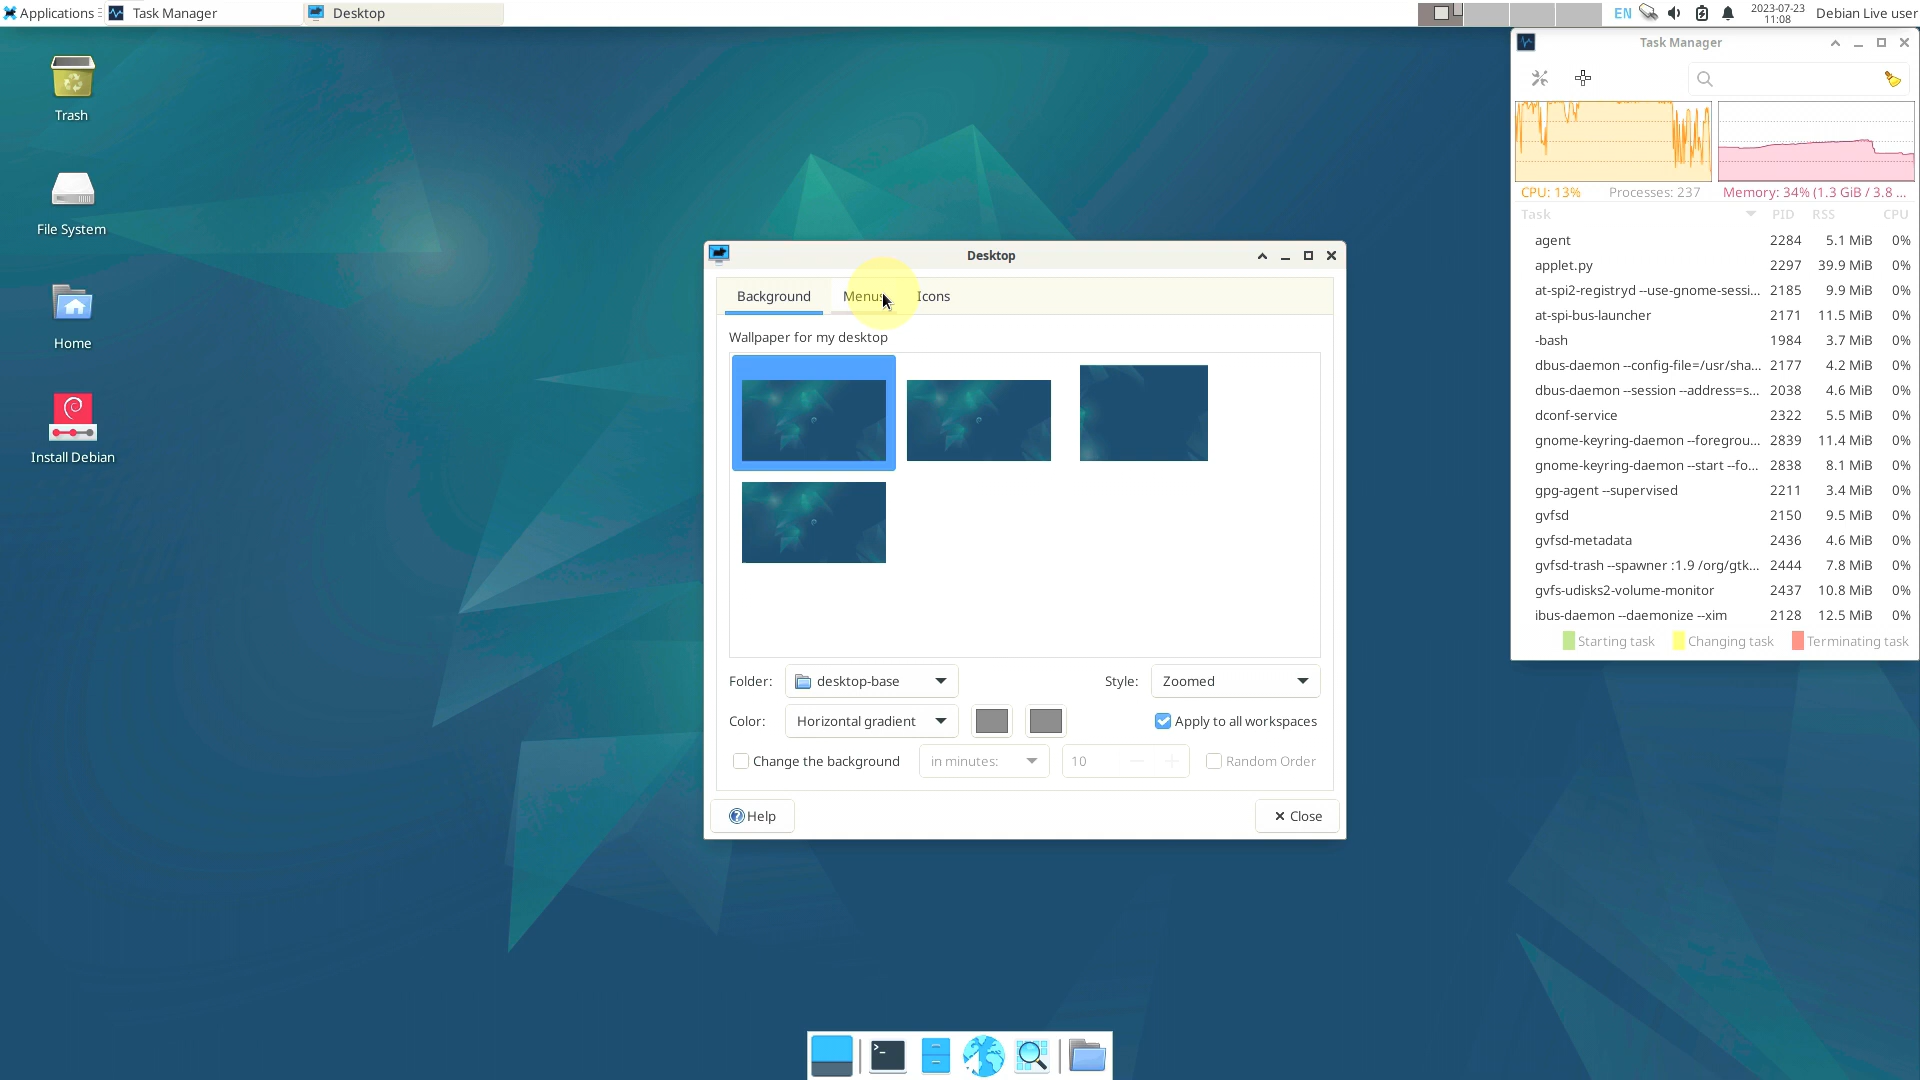 Applications
Task Manager
Desktop
EN
2023-07-23
11:08
Debian Live user
Trash
File System
Home
Install Debian
Task Manager
CPU: 13%
Processes: 237
Memory: 34% (1.3 GiB / 3.8 ...
Task PID RSS CPU
agent 2284 5.1 MiB 0%
applet.py 2297 39.9 MiB 0%
at-spi2-registryd --use-gnome-sessi... 2185 9.9 MiB 0%
at-spi-bus-launcher 2171 11.5 MiB 0%
-bash 1984 3.7 MiB 0%
dbus-daemon --config-file=/usr/sha... 2177 4.2 MiB 0%
dbus-daemon --session --address=s... 2038 4.6 MiB 0%
dconf-service 2322 5.5 MiB 0%
gnome-keyring-daemon --foregrou... 2839 11.4 MiB 0%
gnome-keyring-daemon --start --fo... 2838 8.1 MiB 0%
gpg-agent --supervised 2211 3.4 MiB 0%
gvfsd 2150 9.5 MiB 0%
gvfsd-metadata 2436 4.6 MiB 0%
gvfsd-trash --spawner :1.9 /org/gtk... 2444 7.8 MiB 0%
gvfs-udisks2-volume-monitor 2437 10.8 MiB 0%
ibus-daemon --daemonize --xim 2128 12.5 MiB 0%
Starting task
Changing task
Terminating task
Desktop
Background
Menus
Icons
Wallpaper for my desktop
Folder: desktop-base
Style: Zoomed
Color: Horizontal gradient
Apply to all workspaces
Change the background
in minutes:
10
Random Order
Help
Close